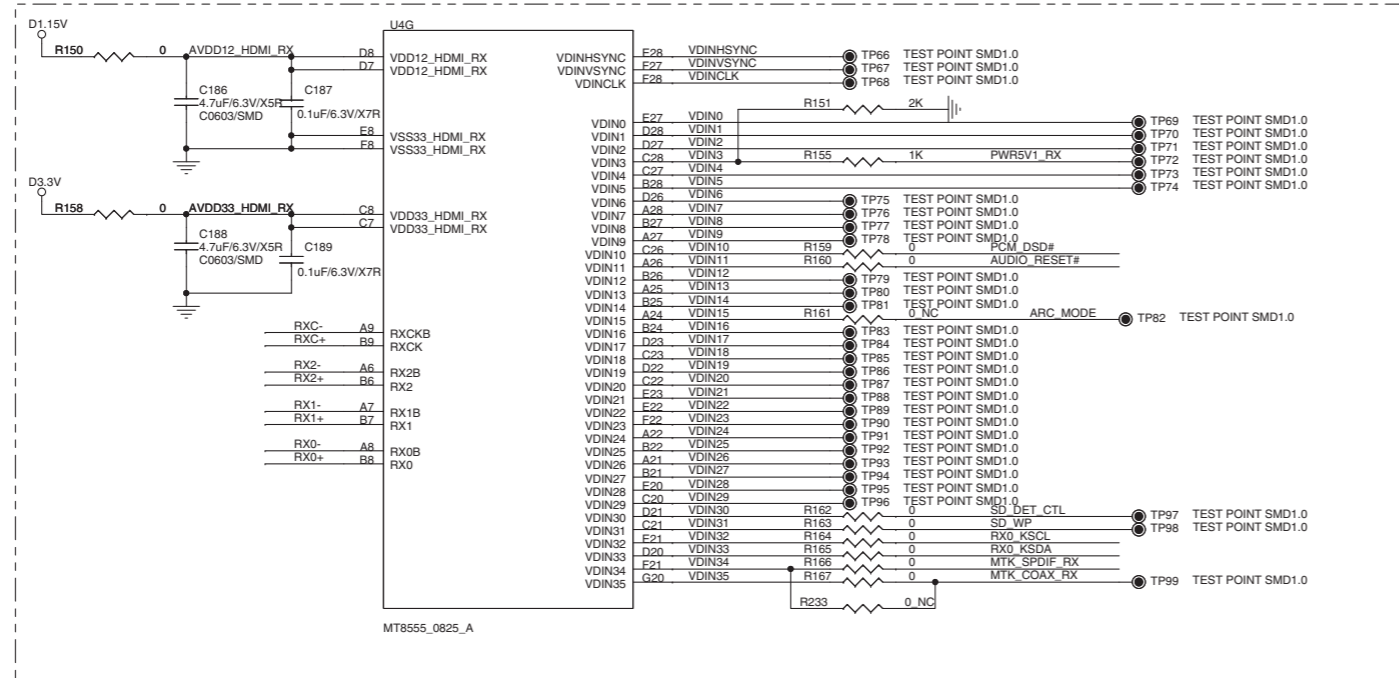 D1.15V
R150 0 AVDD12_HDMI_RX
C186
4.7uF/6.3V/X5R
C0603/SMD
C187
0.1uF/6.3V/X7R
D3.3V
R158 0 AVDD33_HDMI_RX
C188
4.7uF/6.3V/X5R
C0603/SMD
C189
0.1uF/6.3V/X7R
RXC- A9 RXCKB
RXC+ B9 RXCK
RX2- A6 RX2B
RX2+ B6 RX2
RX1- A7 RX1B
RX1+ B7 RX1
RX0- A8 RX0B
RX0+ B8 RX0
U4G
D8 VDD12_HDMI_RX
D7 VDD12_HDMI_RX
E8 VSS33_HDMI_RX
F8 VSS33_HDMI_RX
C8 VDD33_HDMI_RX
C7 VDD33_HDMI_RX
MT8555_0825_A
VDINHSYNC E28 VDINHSYNC TP66 TEST POINT SMD1.0
VDINVSYNC F27 VDINVSYNC TP67 TEST POINT SMD1.0
VDINCLK F28 VDINCLK TP68 TEST POINT SMD1.0
R151 2K
VDIN0 E27 VDIN0 TP69 TEST POINT SMD1.0
VDIN1 D28 VDIN1 TP70 TEST POINT SMD1.0
VDIN2 D27 VDIN2 TP71 TEST POINT SMD1.0
VDIN3 C28 VDIN3 R155 1K PWR5V1_RX TP72 TEST POINT SMD1.0
VDIN4 C27 VDIN4 TP73 TEST POINT SMD1.0
VDIN5 B28 VDIN5 TP74 TEST POINT SMD1.0
VDIN6 D26 VDIN6 TP75 TEST POINT SMD1.0
VDIN7 A28 VDIN7 TP76 TEST POINT SMD1.0
VDIN8 B27 VDIN8 TP77 TEST POINT SMD1.0
VDIN9 A27 VDIN9 TP78 TEST POINT SMD1.0
VDIN10 C26 VDIN10 R159 0 PCM_DSD#
VDIN11 A26 VDIN11 R160 0 AUDIO_RESET#
VDIN12 B26 VDIN12 TP79 TEST POINT SMD1.0
VDIN13 A25 VDIN13 TP80 TEST POINT SMD1.0
VDIN14 B25 VDIN14 TP81 TEST POINT SMD1.0
VDIN15 A24 VDIN15 R161 0_NC ARC_MODE TP82 TEST POINT SMD1.0
VDIN16 B24 VDIN16 TP83 TEST POINT SMD1.0
VDIN17 D23 VDIN17 TP84 TEST POINT SMD1.0
VDIN18 C23 VDIN18 TP85 TEST POINT SMD1.0
VDIN19 D22 VDIN19 TP86 TEST POINT SMD1.0
VDIN20 C22 VDIN20 TP87 TEST POINT SMD1.0
VDIN21 E23 VDIN21 TP88 TEST POINT SMD1.0
VDIN22 E22 VDIN22 TP89 TEST POINT SMD1.0
VDIN23 F22 VDIN23 TP90 TEST POINT SMD1.0
VDIN24 A22 VDIN24 TP91 TEST POINT SMD1.0
VDIN25 B22 VDIN25 TP92 TEST POINT SMD1.0
VDIN26 A21 VDIN26 TP93 TEST POINT SMD1.0
VDIN27 B21 VDIN27 TP94 TEST POINT SMD1.0
VDIN28 E20 VDIN28 TP95 TEST POINT SMD1.0
VDIN29 C20 VDIN29 TP96 TEST POINT SMD1.0
VDIN30 D21 VDIN30 R162 0 SD_DET_CTL TP97 TEST POINT SMD1.0
VDIN31 C21 VDIN31 R163 0 SD_WP TP98 TEST POINT SMD1.0
VDIN32 E21 VDIN32 R164 0 RX0_KSCL
VDIN33 D20 VDIN33 R165 0 RX0_KSDA
VDIN34 F21 VDIN34 R166 0 MTK_SPDIF_RX
VDIN35 G20 VDIN35 R167 0 MTK_COAX_RX TP99 TEST POINT SMD1.0
R233 0_NC